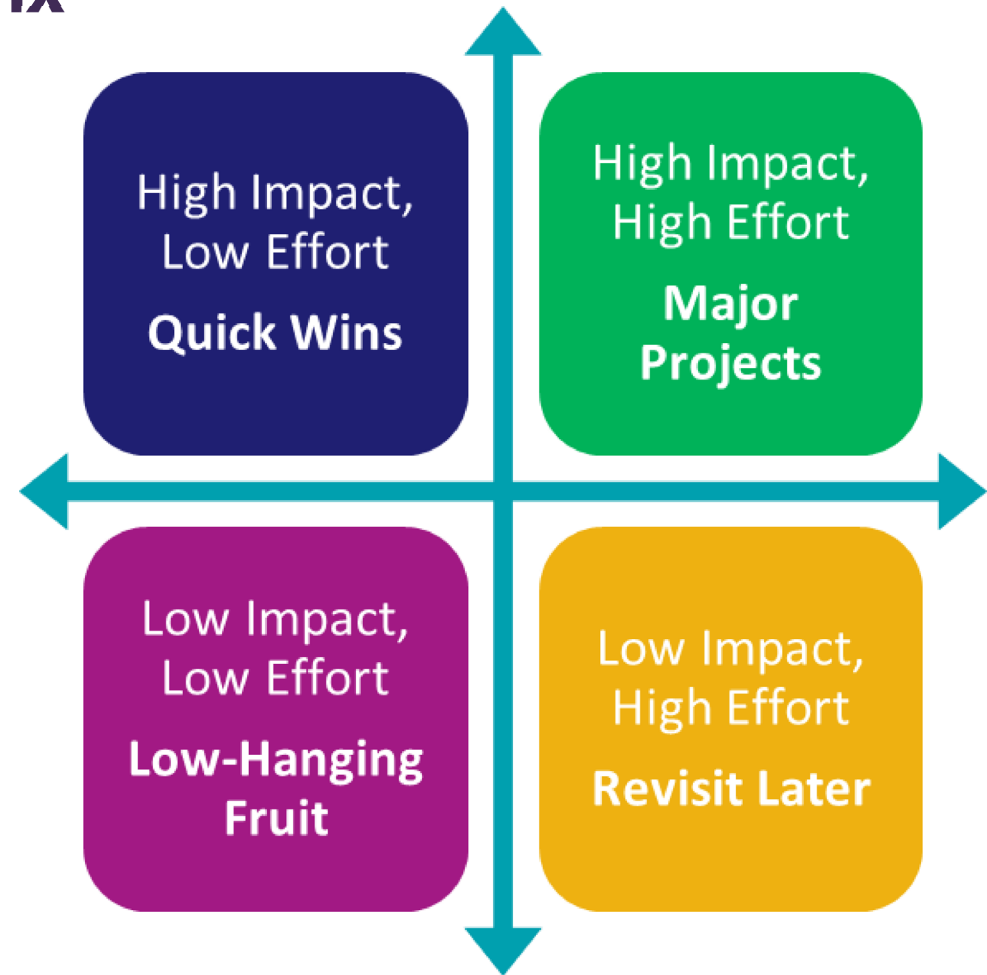 High Impact,
Low Effort
Quick Wins
High Impact,
High Effort
Major
Projects
Low Impact,
Low Effort
Low-Hanging
Fruit
Low Impact,
High Effort
Revisit Later